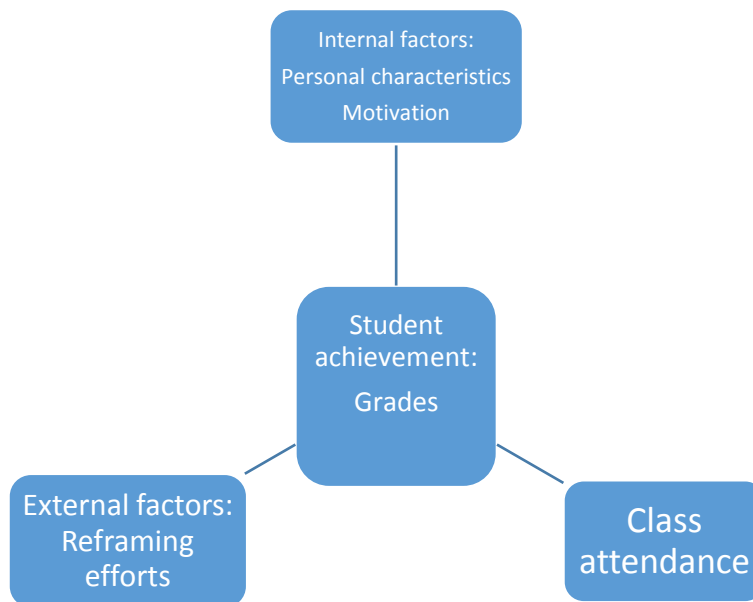 Internal factors:
Personal characteristics
Motivation
Student
achievement:
Grades
External factors:
Reframing
efforts
Class
attendance